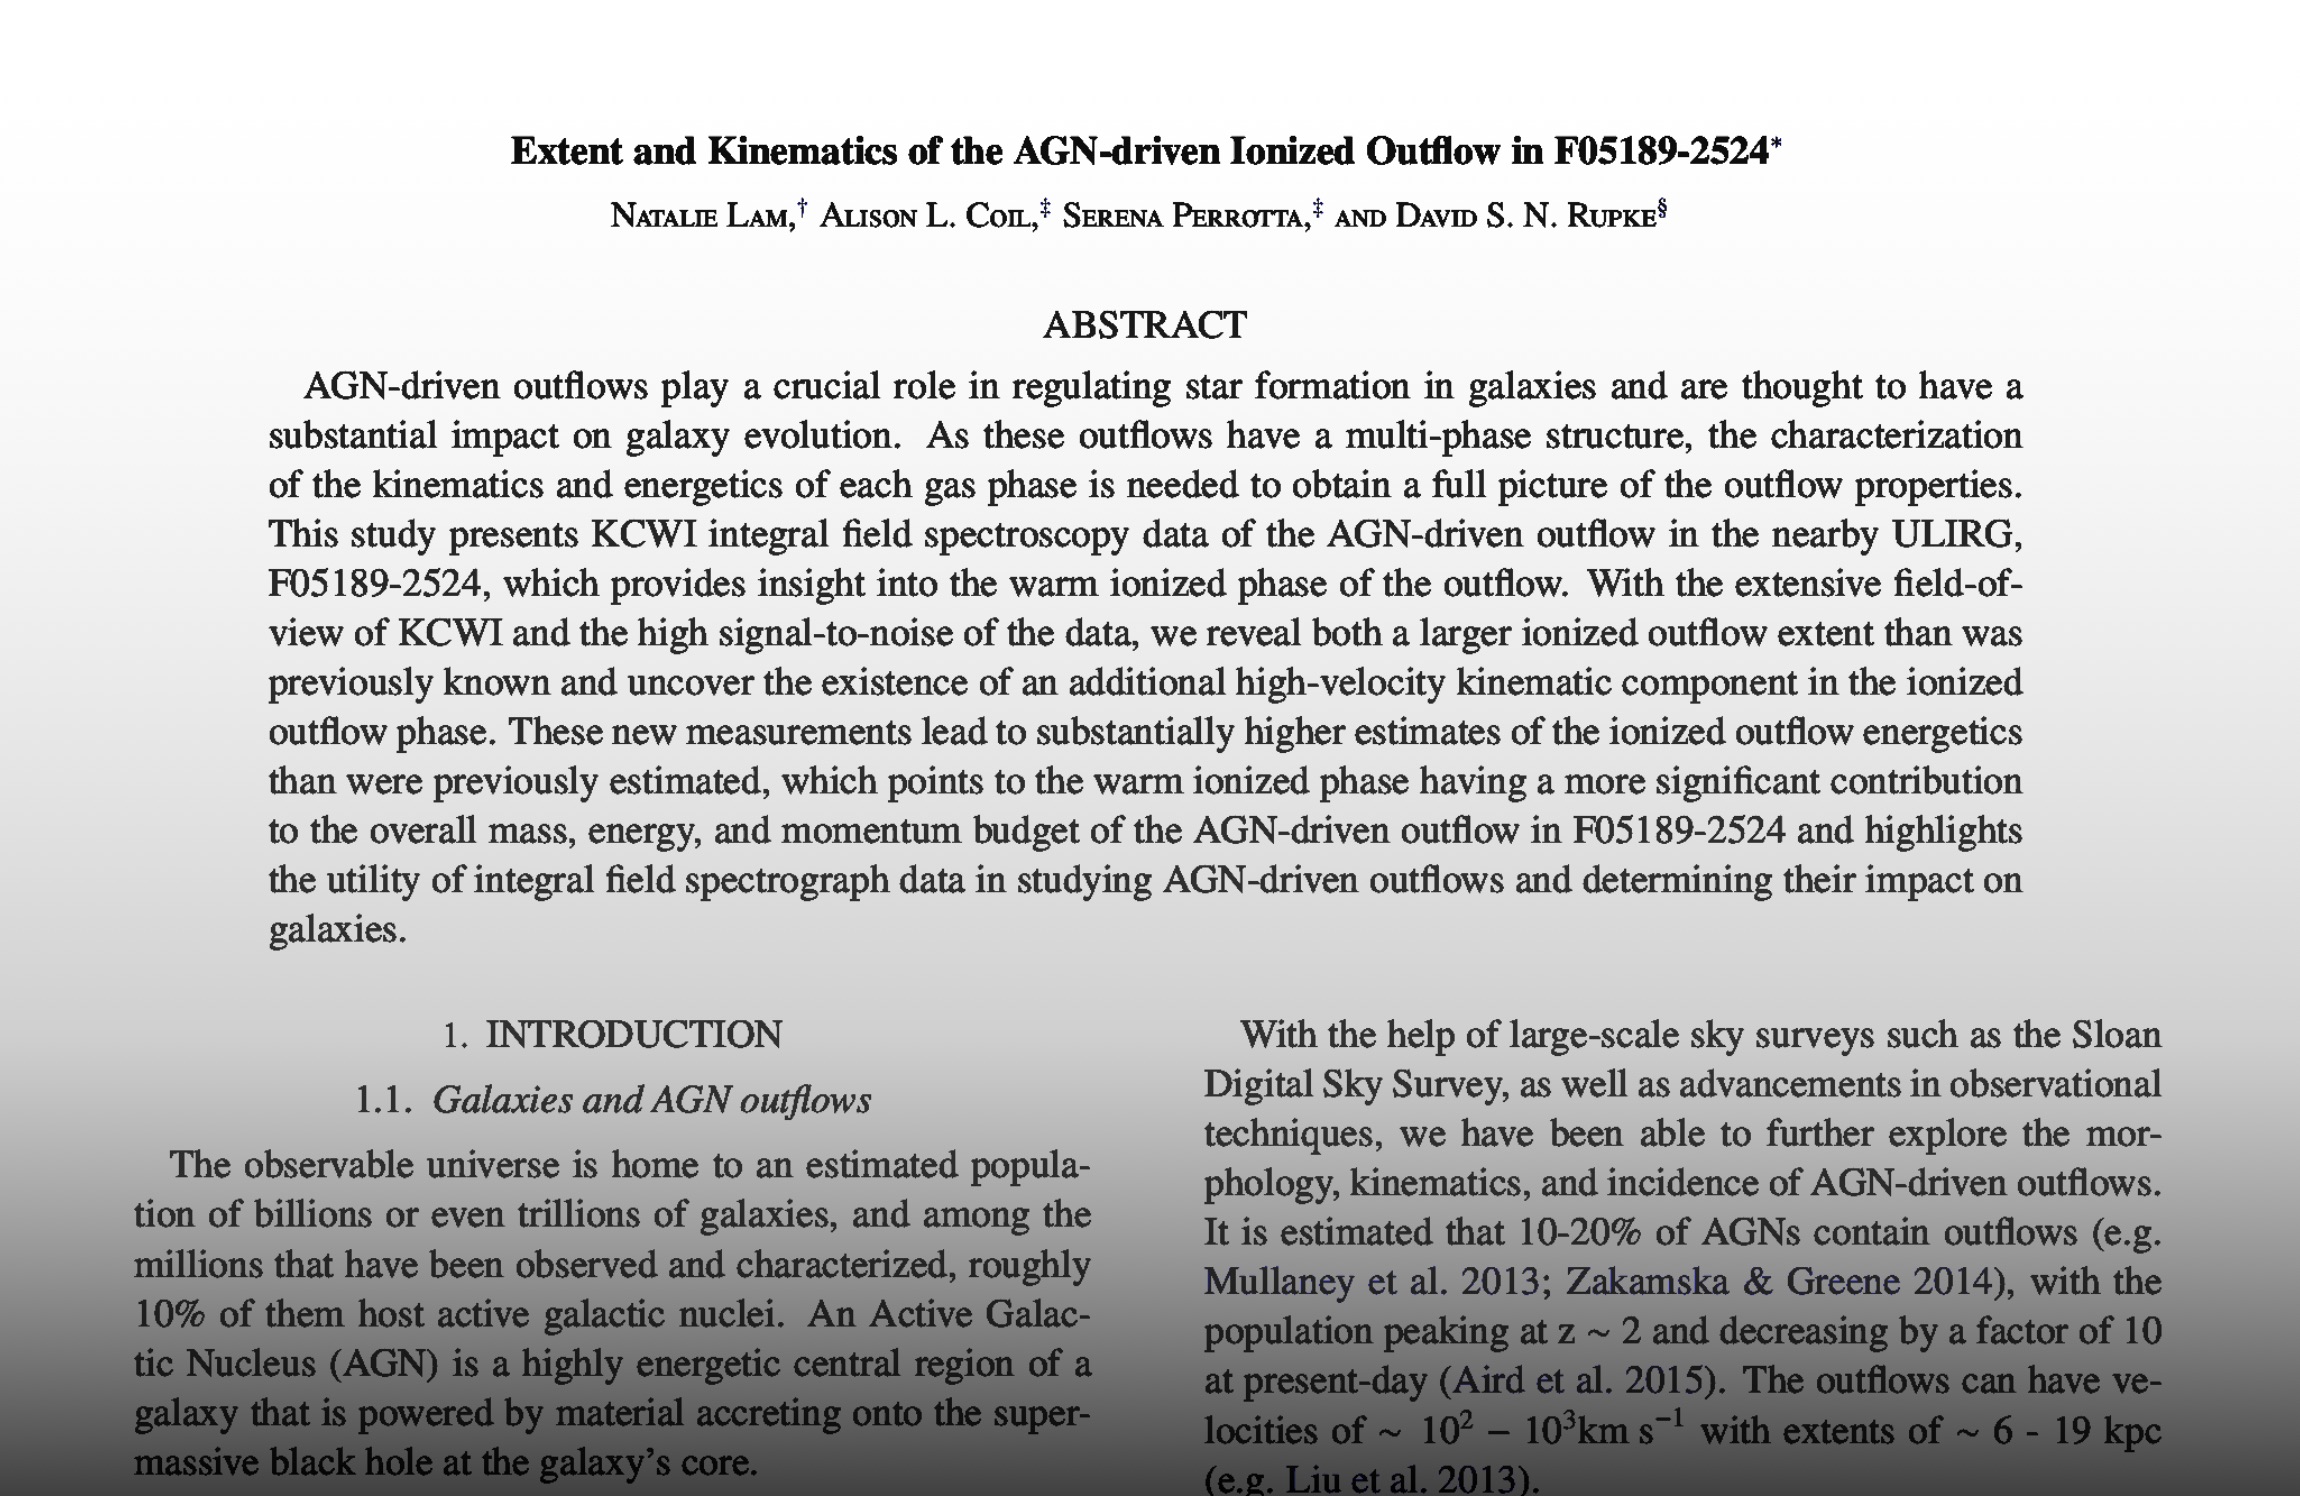 Extent and Kinematics of the AGN-driven Ionized Outflow in F05189-2524*
NATALIE LAM,† ALISON L. COIL,‡ SERENA PERROTTA,‡ AND DAVID S. N. RUPKE§
ABSTRACT
AGN-driven outflows play a crucial role in regulating star formation in galaxies and are thought to have a
substantial impact on galaxy evolution. As these outflows have a multi-phase structure, the characterization
of the kinematics and energetics of each gas phase is needed to obtain a full picture of the outflow properties.
This study presents KCWI integral field spectroscopy data of the AGN-driven outflow in the nearby ULIRG,
F05189-2524, which provides insight into the warm ionized phase of the outflow. With the extensive field-of-
view of KCWI and the high signal-to-noise of the data, we reveal both a larger ionized outflow extent than was
previously known and uncover the existence of an additional high-velocity kinematic component in the ionized
outflow phase. These new measurements lead to substantially higher estimates of the ionized outflow energetics
than were previously estimated, which points to the warm ionized phase having a more significant contribution
to the overall mass, energy, and momentum budget of the AGN-driven outflow in F05189-2524 and highlights
the utility of integral field spectrograph data in studying AGN-driven outflows and determining their impact on
galaxies.
1. INTRODUCTION
1.1. Galaxies and AGN outflows
The observable universe is home to an estimated popula-
tion of billions or even trillions of galaxies, and among the
millions that have been observed and characterized, roughly
10% of them host active galactic nuclei. An Active Galac-
tic Nucleus (AGN) is a highly energetic central region of a
galaxy that is powered by material accreting onto the super-
massive black hole at the galaxy's core.
With the help of large-scale sky surveys such as the Sloan
Digital Sky Survey, as well as advancements in observational
techniques, we have been able to further explore the mor-
phology, kinematics, and incidence of AGN-driven outflows.
It is estimated that 10-20% of AGNs contain outflows (e.g.
Mullaney et al. 2013; Zakamska & Greene 2014), with the
population peaking at z ~ 2 and decreasing by a factor of 10
at present-day (Aird et al. 2015). The outflows can have ve-
locities of ~ 10² − 10³km s⁻¹ with extents of ~ 6 - 19 kpc
(e.g. Liu et al. 2013).